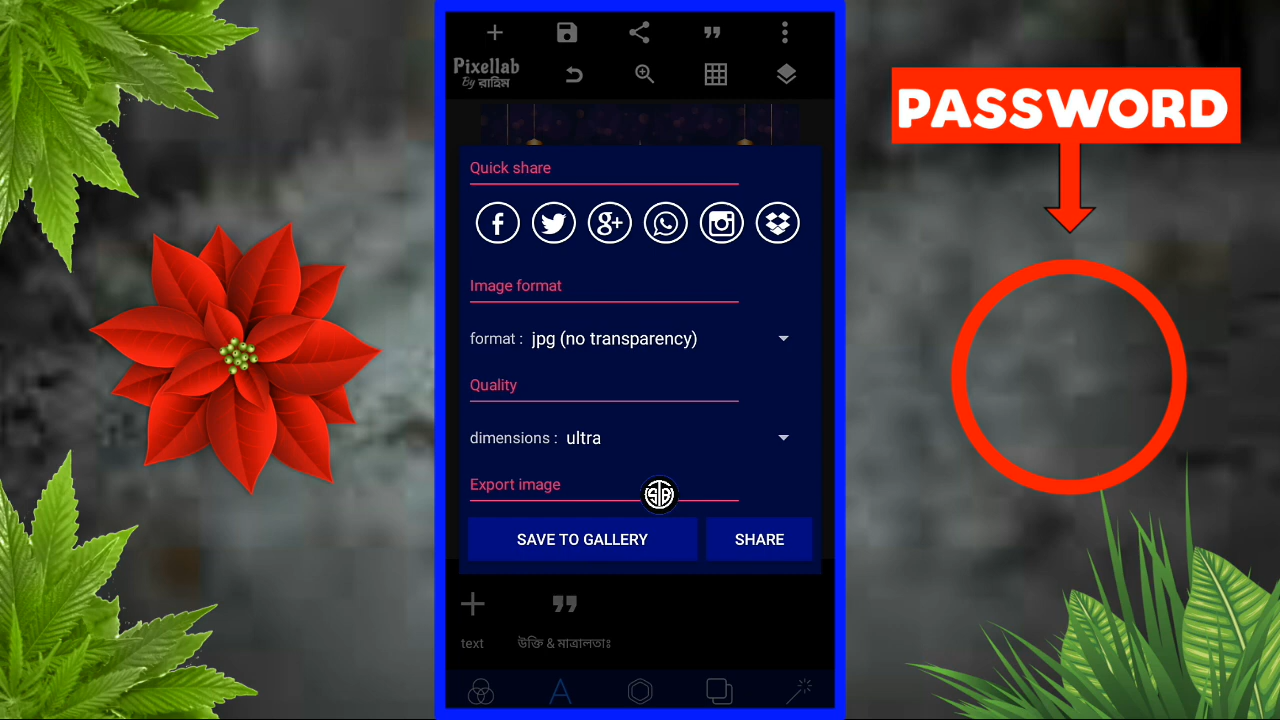 Pixellab
By রাহিম
PASSWORD
Quick share
Image format
format : jpg (no transparency)
Quality
dimensions : ultra
Export image
SAVE TO GALLERY
SHARE
text
উক্তি & মাত্রালতাঃ